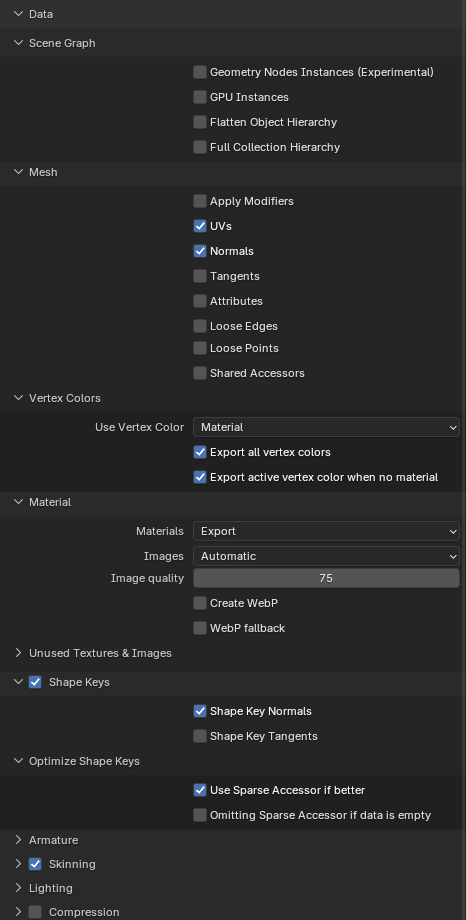 Data
Scene Graph
Geometry Nodes Instances (Experimental)
GPU Instances
Flatten Object Hierarchy
Full Collection Hierarchy
Mesh
Apply Modifiers
UVs
Normals
Tangents
Attributes
Loose Edges
Loose Points
Shared Accessors
Vertex Colors
Use Vertex Color Material
Export all vertex colors
Export active vertex color when no material
Material
Materials Export
Images Automatic
Image quality 75
Create WebP
WebP fallback
Unused Textures & Images
Shape Keys
Shape Key Normals
Shape Key Tangents
Optimize Shape Keys
Use Sparse Accessor if better
Omitting Sparse Accessor if data is empty
Armature
Skinning
Lighting
Compression